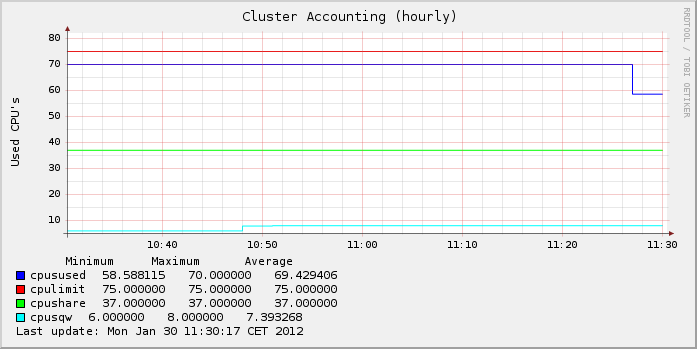 Cluster Accounting (hourly)
RRDTOOL / TOBI OETIKER
Used CPU's
80
70
60
50
40
30
20
10
10:40 10:50 11:00 11:10 11:20 11:30
Minimum Maximum Average
cpusused 58.588115 70.000000 69.429406
cpulimit 75.000000 75.000000 75.000000
cpushare 37.000000 37.000000 37.000000
cpusqw 6.000000 8.000000 7.393268
Last update: Mon Jan 30 11:30:17 CET 2012